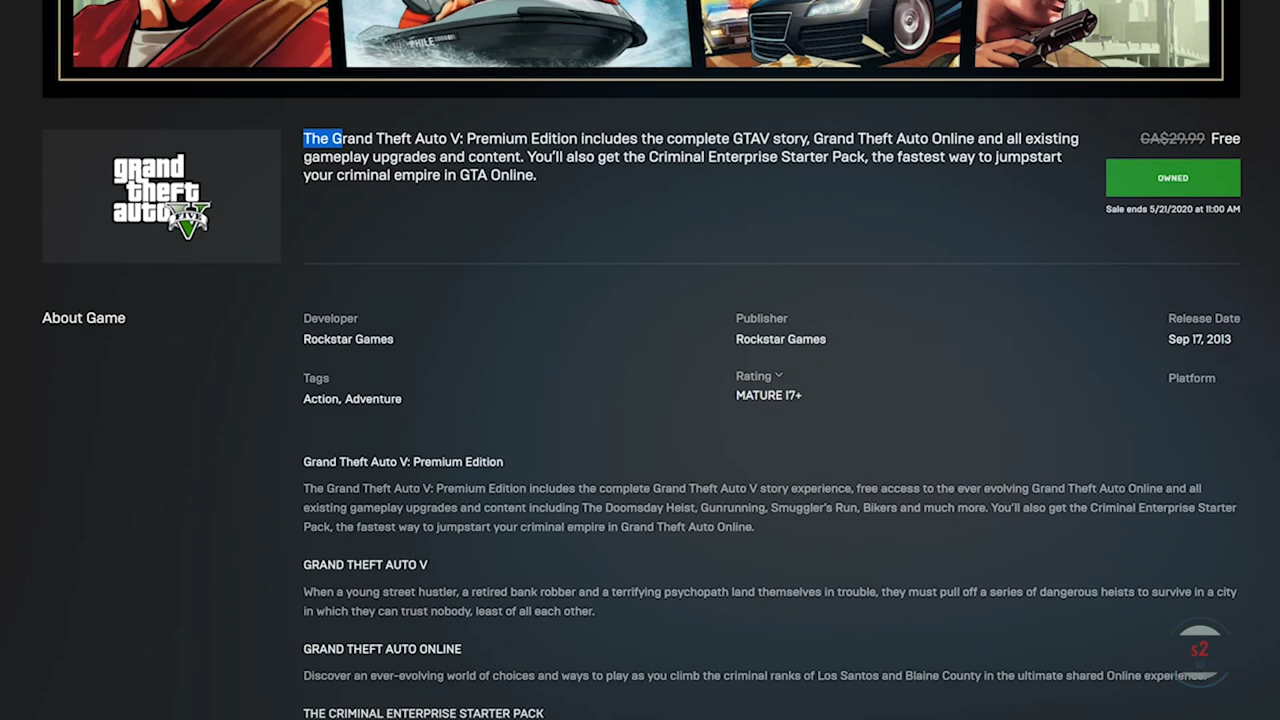 PHILE
grand
theft
auto
FIVE
The Grand Theft Auto V: Premium Edition includes the complete GTAV story, Grand Theft Auto Online and all existing
gameplay upgrades and content. You'll also get the Criminal Enterprise Starter Pack, the fastest way to jumpstart
your criminal empire in GTA Online.
CA$29.99 Free
OWNED
Sale ends 5/21/2020 at 11:00 AM
About Game
Developer
Rockstar Games
Publisher
Rockstar Games
Release Date
Sep 17, 2013
Tags
Action, Adventure
Rating
MATURE 17+
Platform
Grand Theft Auto V: Premium Edition
The Grand Theft Auto V: Premium Edition includes the complete Grand Theft Auto V story experience, free access to the ever evolving Grand Theft Auto Online and all
existing gameplay upgrades and content including The Doomsday Heist, Gunrunning, Smuggler's Run, Bikers and much more. You'll also get the Criminal Enterprise Starter
Pack, the fastest way to jumpstart your criminal empire in Grand Theft Auto Online.
GRAND THEFT AUTO V
When a young street hustler, a retired bank robber and a terrifying psychopath land themselves in trouble, they must pull off a series of dangerous heists to survive in a city
in which they can trust nobody, least of all each other.
GRAND THEFT AUTO ONLINE
Discover an ever-evolving world of choices and ways to play as you climb the criminal ranks of Los Santos and Blaine County in the ultimate shared Online experience.
s2
THE CRIMINAL ENTERPRISE STARTER PACK